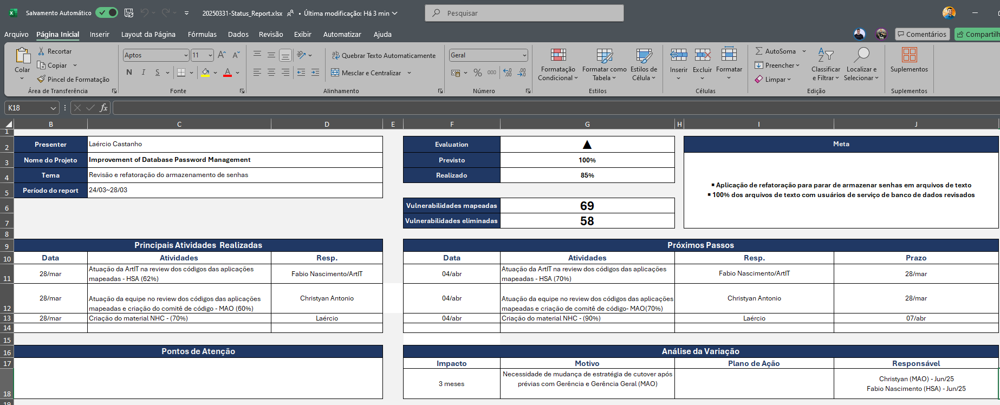 Salvamento Automático
20250331-Status_Report.xlsx • Última modificação: Há 3 min
Pesquisar
Arquivo Página Inicial Inserir Layout da Página Fórmulas Dados Revisão Exibir Automatizar Ajuda
Comentários
Colar
Recortar
Copiar
Pincel de Formatação
Área de Transferência
Aptos 11
N I S
Fonte
Quebrar Texto Automaticamente
Mesclar e Centralizar
Alinhamento
Geral
% 000
Número
Formatação Condicional
Formatar como Tabela
Estilos de Célula
Estilos
Inserir Excluir Formatar
Células
AutoSoma
Preencher
Limpar
Classificar e Filtrar
Localizar e Selecionar
Edição
Suplementos
Suplementos
K18
fx
B C D E F G H I J
1
2
3
4
5
6
7
8
9
10
11
12
13
14
15
16
17
18
Presenter Laércio Castanho
Nome do Projeto Improvement of Database Password Management
Tema Revisão e refatoração do armazenamento de senhas
Período do report 24/03~28/03
Evaluation ▲
Previsto 100%
Realizado 85%
Vulnerabilidades mapeadas 69
Vulnerabilidades eliminadas 58
Meta
▪ Aplicação de refatoração para parar de armazenar senhas em arquivos de texto
▪ 100% dos arquivos de texto com usuários de serviço de banco de dados revisados
Principais Atividades Realizadas
Data Atividades Resp.
28/mar Atuação da ArtIT na review dos códigos das aplicações
mapeadas - HSA (62%) Fabio Nascimento/ArtIT
28/mar Atuação da equipe no review dos códigos das aplicações
mapeadas e criação do comitê de código - MAO (60%) Christyan Antonio
28/mar Criação do material NHC - (70%) Laércio
Próximos Passos
Data Atividades Resp. Prazo
04/abr Atuação da ArtIT na review dos códigos das aplicações
mapeadas - HSA (70%) Fabio Nascimento/ArtIT 28/mar
04/abr Atuação da equipe no review dos códigos das aplicações
mapeadas e criação de comitê de código- MAO(70%) Christyan Antonio 28/mar
04/abr Criação do material NHC - (90%) Laércio 07/abr
Pontos de Atenção
Análise da Variação
Impacto Motivo Plano de Ação Responsável
3 meses Necessidade de mudança de estratégia de cutover após
prévias com Gerência e Gerência Geral (MAO)
Christyan (MAO) - Jun/25
Fabio Nascimento (HSA) - Jun/25